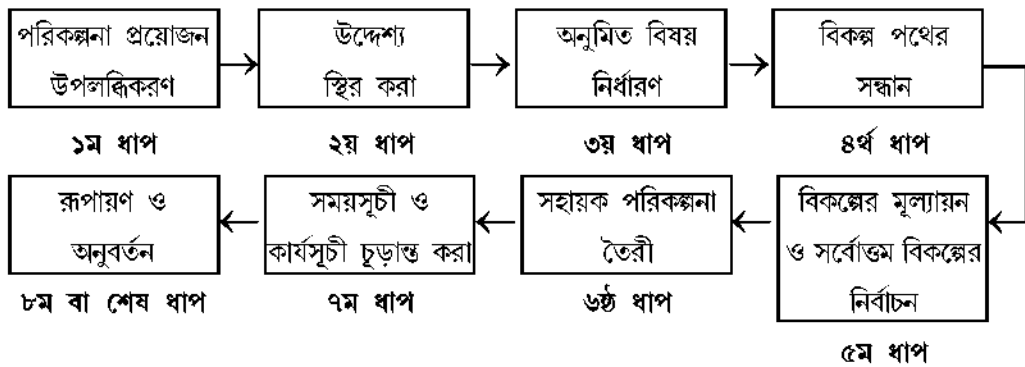 পরিকল্পনা প্রয়োজন
উপলব্ধিকরণ
১ম ধাপ
উদ্দেশ্য
স্থির করা
২য় ধাপ
অনুমিত বিষয়
নির্ধারণ
৩য় ধাপ
বিকল্প পথের
সন্ধান
৪র্থ ধাপ
বিকল্পের মূল্যায়ন
ও সর্বোত্তম বিকল্পের
নির্বাচন
৫ম ধাপ
সহায়ক পরিকল্পনা
তৈরী
৬ষ্ঠ ধাপ
সময়সূচী ও
কার্যসূচী চূড়ান্ত করা
৭ম ধাপ
রূপায়ণ ও
অনুবর্তন
৮ম বা শেষ ধাপ